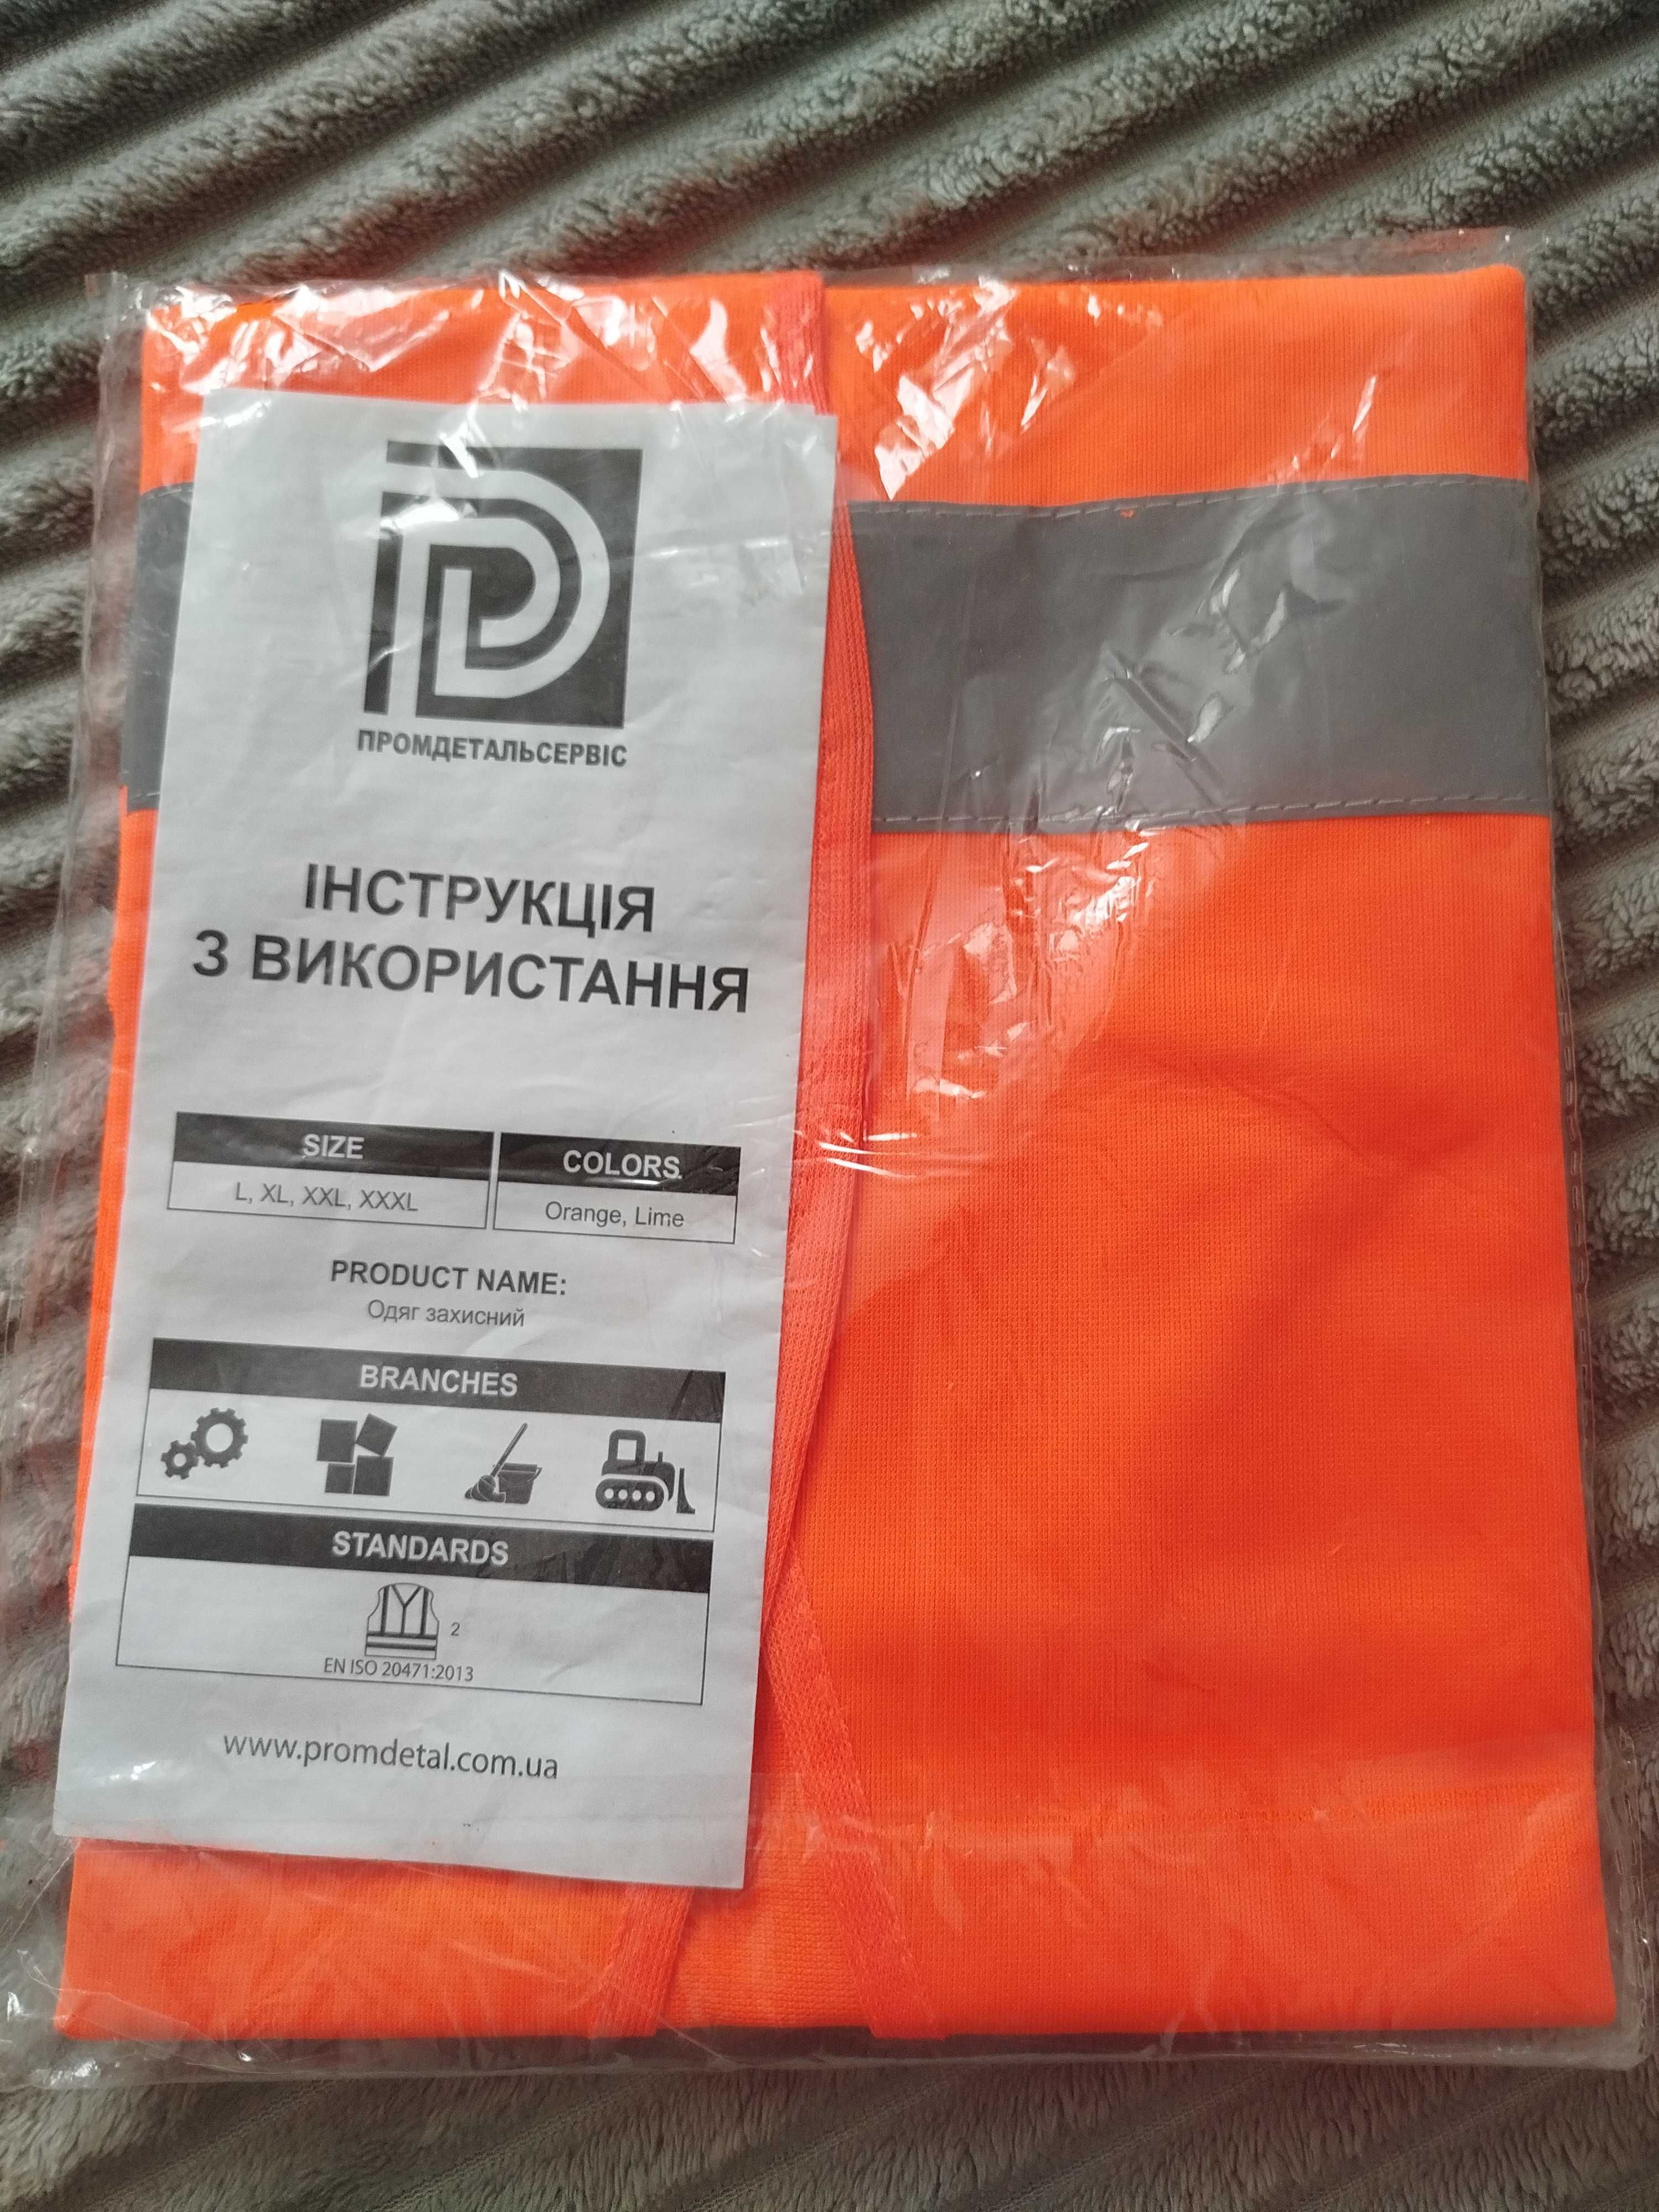 ПРОМДЕТАЛЬСЕРВІС
ІНСТРУКЦІЯ
З ВИКОРИСТАННЯ
SIZE
L, XL, XXL, XXXL
COLORS
Orange, Lime
PRODUCT NAME:
Одяг захисний
BRANCHES
STANDARDS
2
EN ISO 20471:2013
www.promdetal.com.ua